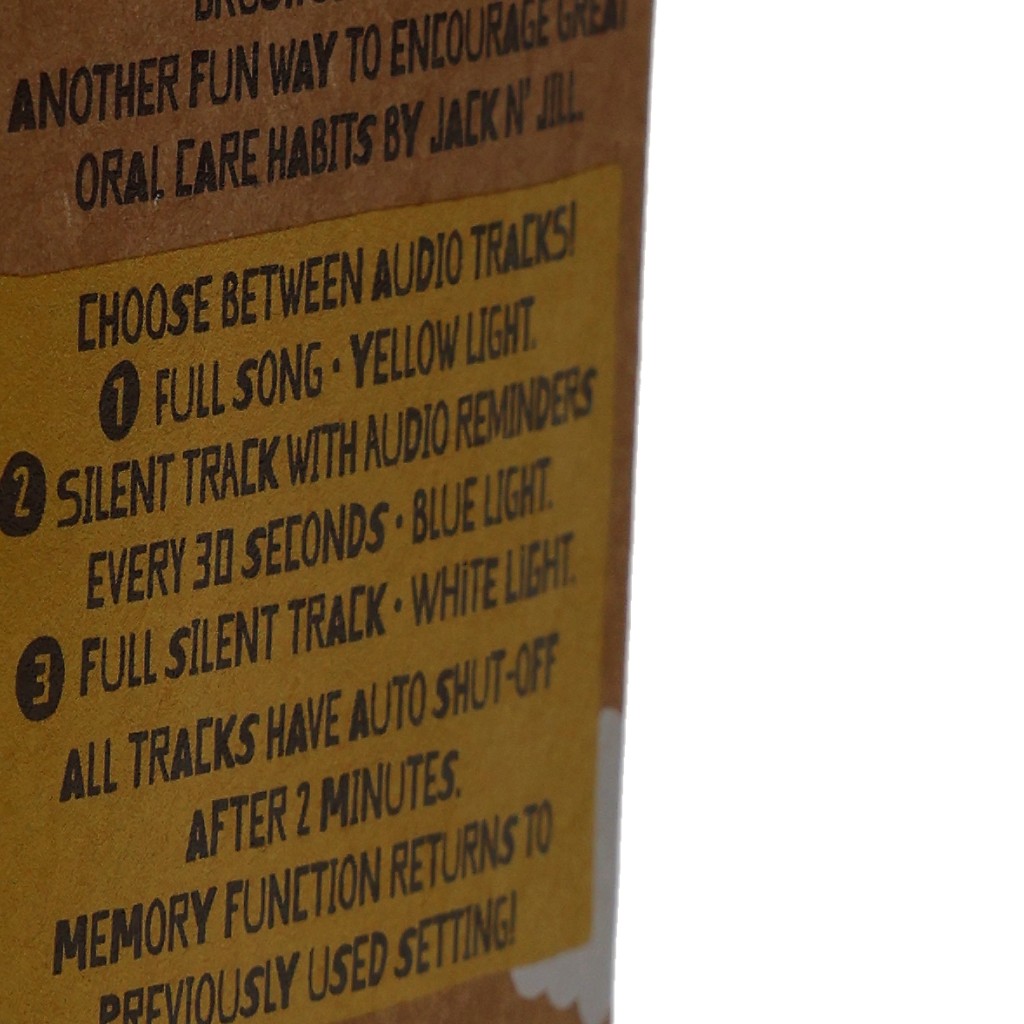 ANOTHER FUN WAY TO ENCOURAGE GREAT
ORAL CARE HABITS BY JACK N' JILL.
CHOOSE BETWEEN AUDIO TRACKS!
1 FULL SONG • YELLOW LIGHT.
2 SILENT TRACK WITH AUDIO REMINDERS
EVERY 30 SECONDS • BLUE LIGHT.
3 FULL SILENT TRACK • WHITE LIGHT.
ALL TRACKS HAVE AUTO SHUT-OFF
AFTER 2 MINUTES.
MEMORY FUNCTION RETURNS TO
PREVIOUSLY USED SETTING!